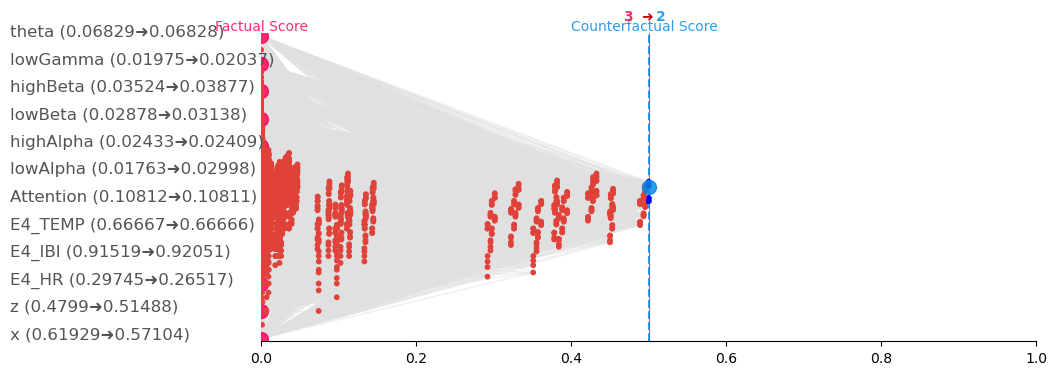 3 ➜ 2
Factual Score
Counterfactual Score
theta (0.06829➜0.06828)
lowGamma (0.01975➜0.02037)
highBeta (0.03524➜0.03877)
lowBeta (0.02878➜0.03138)
highAlpha (0.02433➜0.02409)
lowAlpha (0.01763➜0.02998)
Attention (0.10812➜0.10811)
E4_TEMP (0.66667➜0.66666)
E4_IBI (0.91519➜0.92051)
E4_HR (0.29745➜0.26517)
z (0.4799➜0.51488)
x (0.61929➜0.57104)
0.0 0.2 0.4 0.6 0.8 1.0